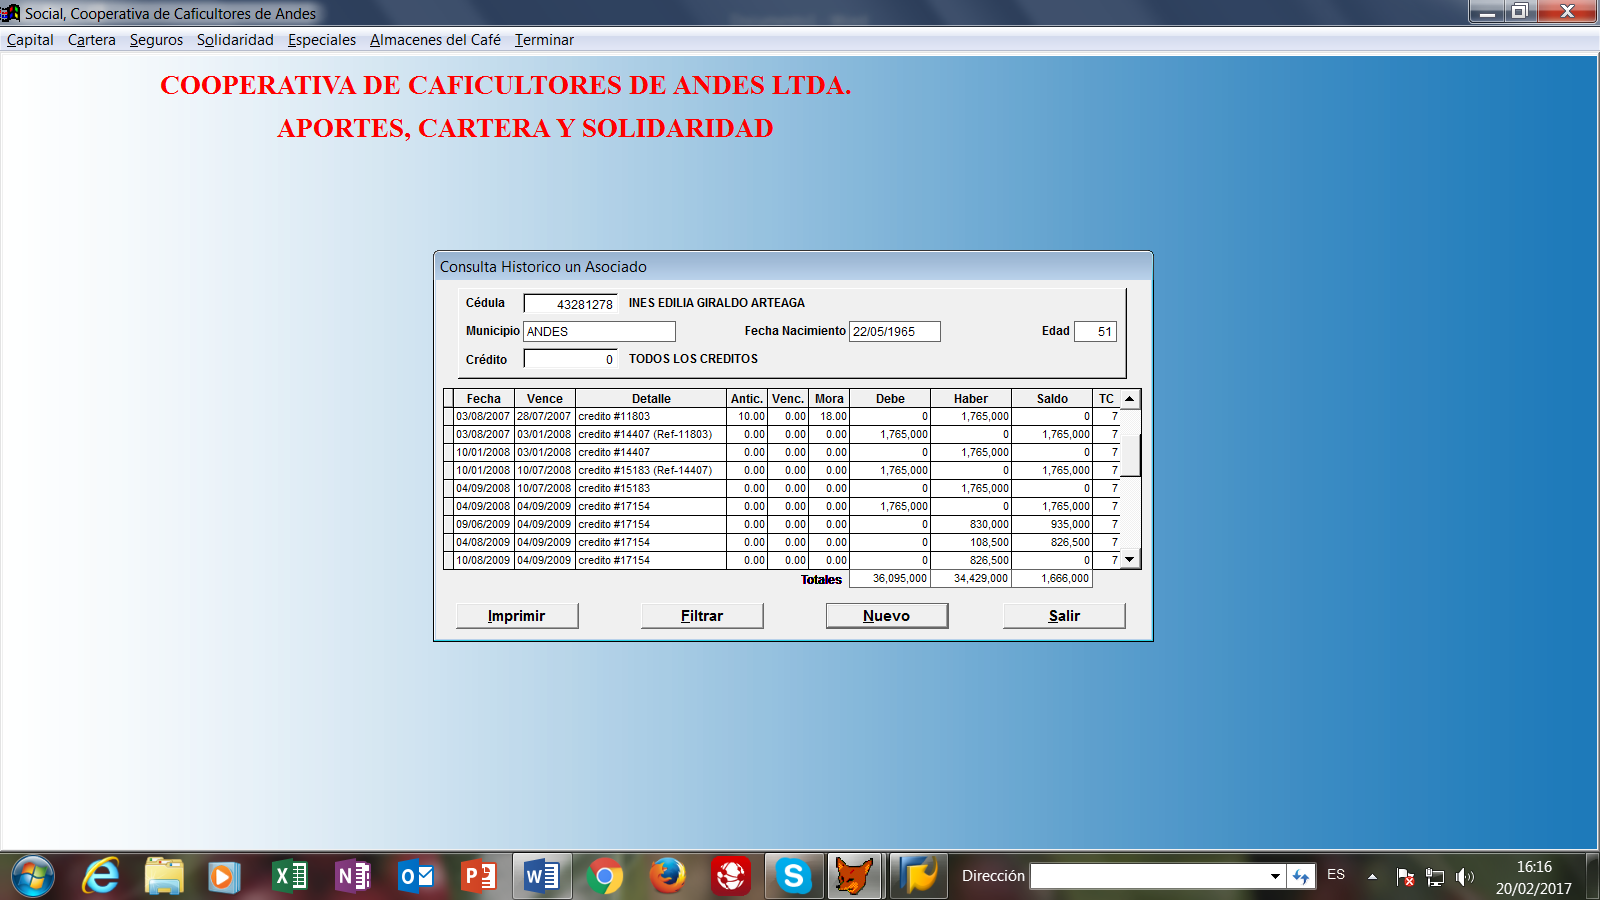 Social, Cooperativa de Caficultores de Andes
Capital Cartera Seguros Solidaridad Especiales Almacenes del Café Terminar
COOPERATIVA DE CAFICULTORES DE ANDES LTDA.
APORTES, CARTERA Y SOLIDARIDAD
Consulta Historico un Asociado
Cédula 43281278 INES EDILIA GIRALDO ARTEAGA
Municipio ANDES Fecha Nacimiento 22/05/1965 Edad 51
Crédito 0 TODOS LOS CREDITOS
Fecha Vence Detalle Antic. Venc. Mora Debe Haber Saldo TC
03/08/2007 28/07/2007 credito #11803 10.00 0.00 18.00 0 1,765,000 0 7
03/08/2007 03/01/2008 credito #14407 (Ref-11803) 0.00 0.00 0.00 1,765,000 0 1,765,000 7
10/01/2008 03/01/2008 credito #14407 0.00 0.00 0.00 0 1,765,000 0 7
10/01/2008 10/07/2008 credito #15183 (Ref-14407) 0.00 0.00 0.00 1,765,000 0 1,765,000 7
04/09/2008 10/07/2008 credito #15183 0.00 0.00 0.00 0 1,765,000 0 7
04/09/2008 04/09/2009 credito #17154 0.00 0.00 0.00 1,765,000 0 1,765,000 7
09/06/2009 04/09/2009 credito #17154 0.00 0.00 0.00 0 830,000 935,000 7
04/08/2009 04/09/2009 credito #17154 0.00 0.00 0.00 0 108,500 826,500 7
10/08/2009 04/09/2009 credito #17154 0.00 0.00 0.00 0 826,500 0 7
Totales 36,095,000 34,429,000 1,666,000
Imprimir Filtrar Nuevo Salir
Dirección ES 16:16
20/02/2017